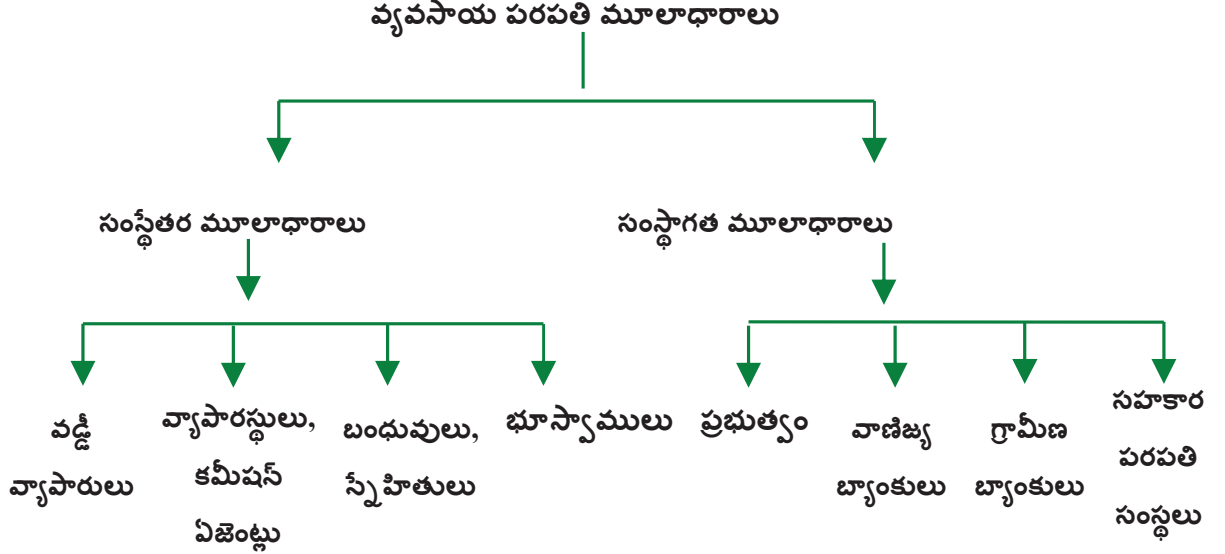 వ్యవసాయ పరపతి మూలాధారాలు
సంస్థేతర మూలాధారాలు
సంస్థాగత మూలాధారాలు
వడ్డీ
వ్యాపారులు
వ్యాపారస్థులు,
కమీషన్
ఏజెంట్లు
బంధువులు,
స్నేహితులు
భూస్వాములు
ప్రభుత్వం
వాణిజ్య
బ్యాంకులు
గ్రామీణ
బ్యాంకులు
సహకార
పరపతి
సంస్థలు